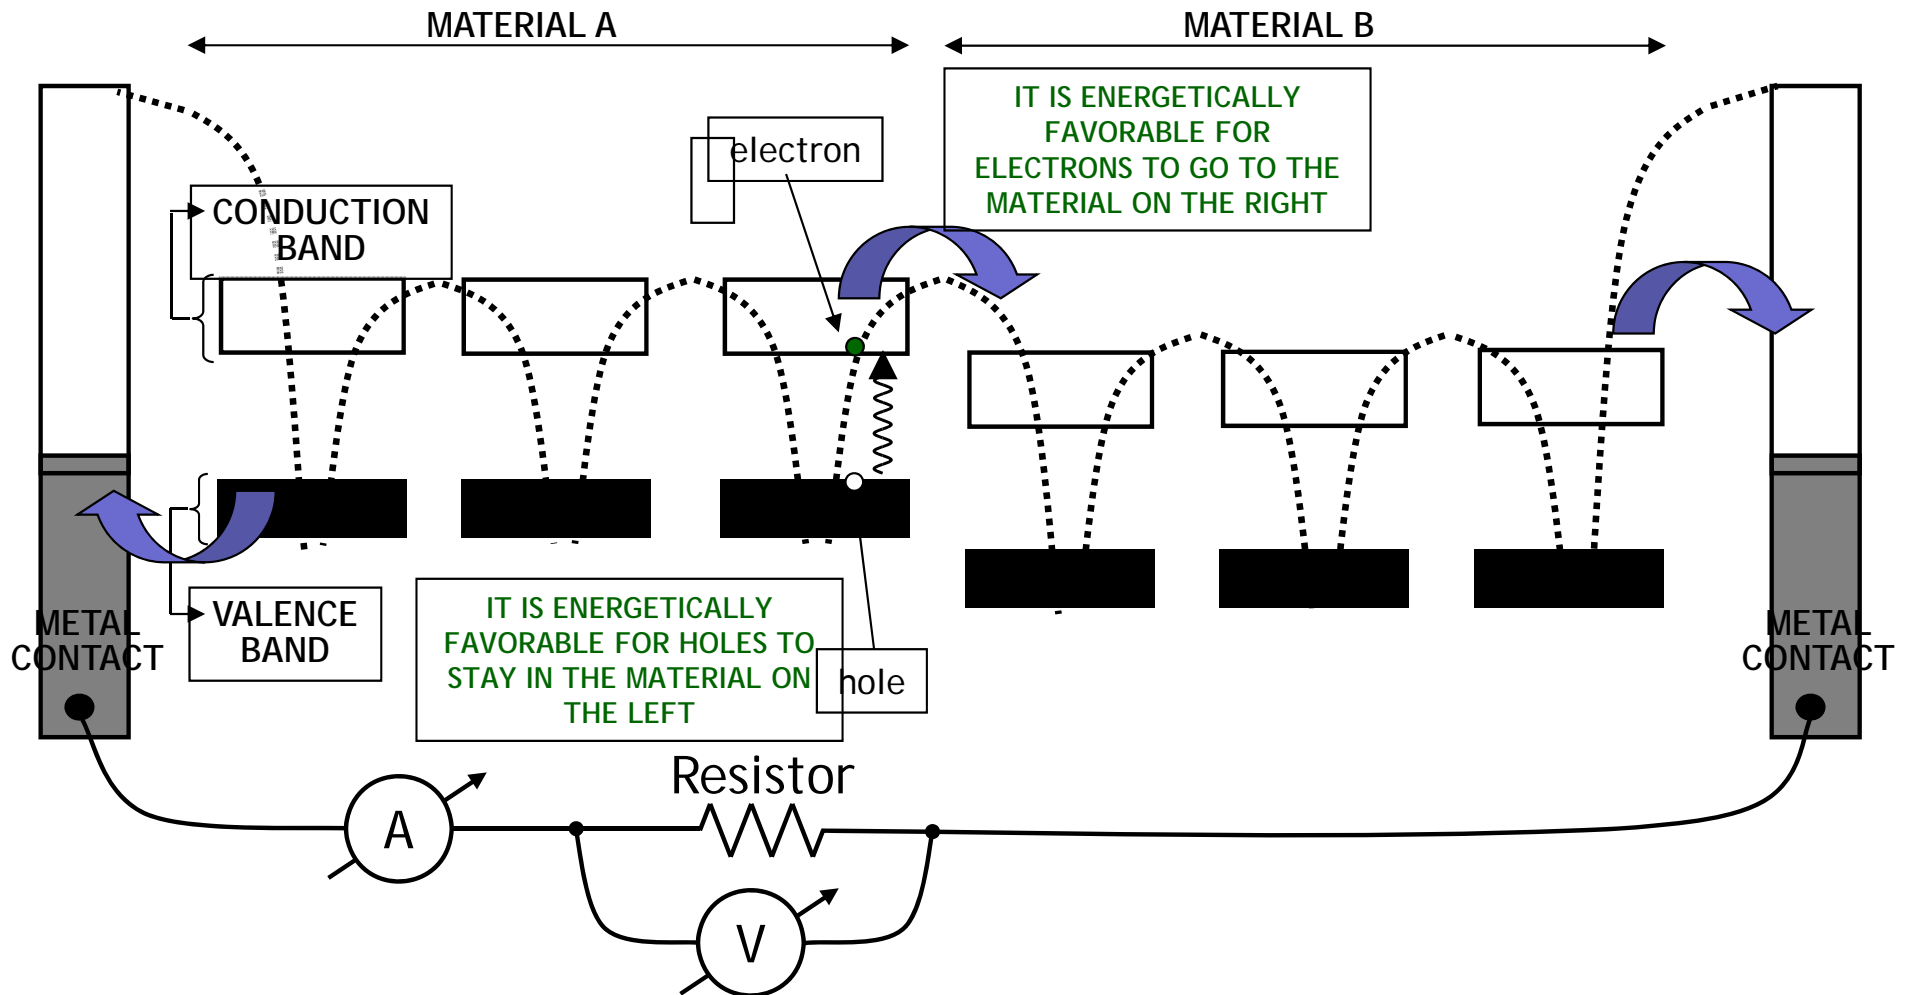 MATERIAL A
MATERIAL B
IT IS ENERGETICALLY
FAVORABLE FOR
ELECTRONS TO GO TO THE
MATERIAL ON THE RIGHT
electron
CONDUCTION
BAND
METAL
CONTACT
VALENCE
BAND
IT IS ENERGETICALLY
FAVORABLE FOR HOLES TO
STAY IN THE MATERIAL ON
THE LEFT
hole
METAL
CONTACT
Resistor
A
V